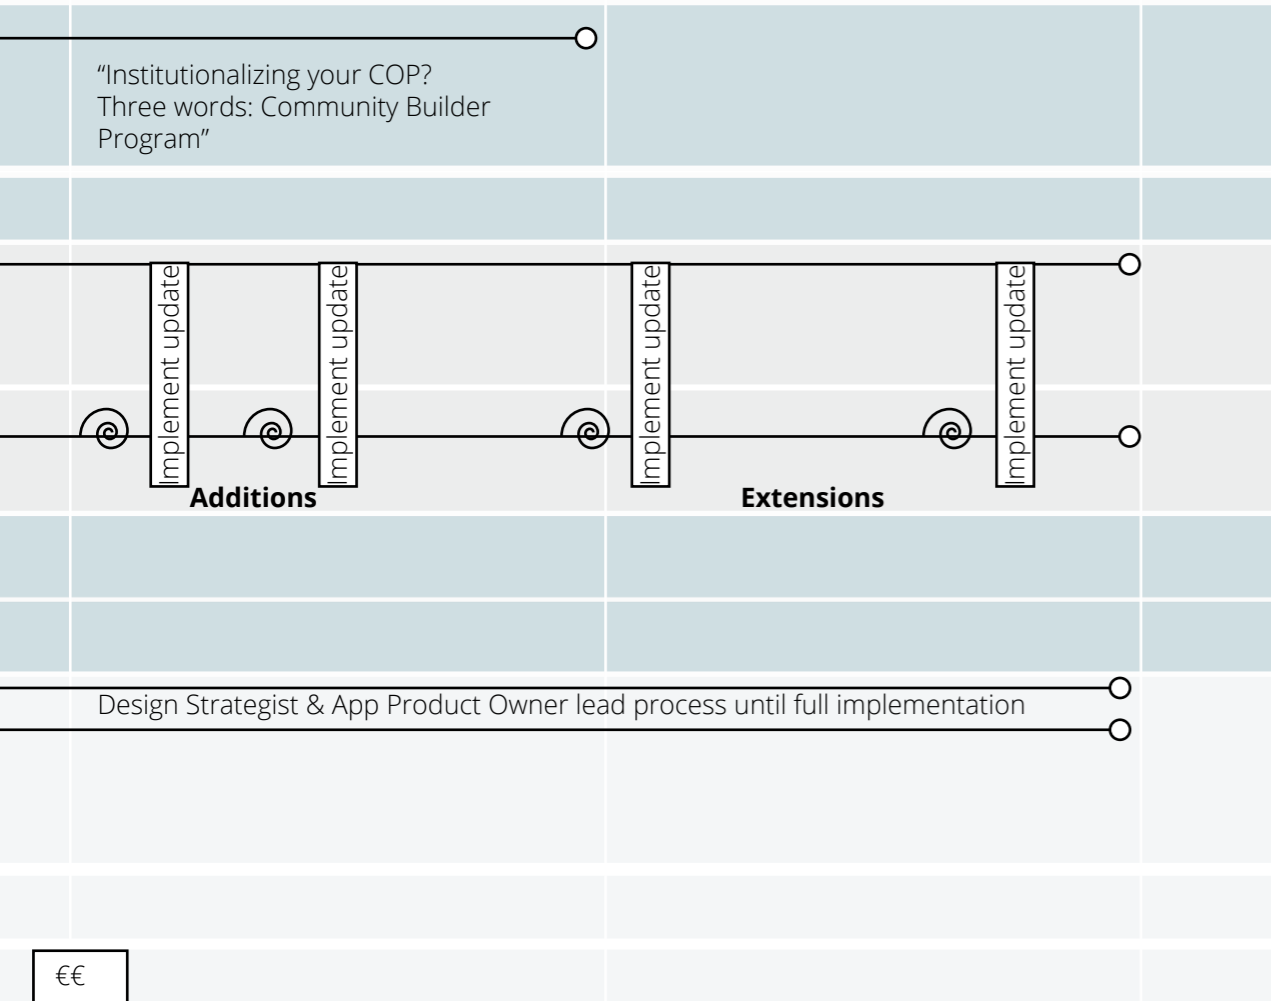 “Institutionalizing your COP?
Three words: Community Builder
Program”
Implement update
Implement update
Implement update
Implement update
Additions
Extensions
Design Strategist & App Product Owner lead process until full implementation
€€